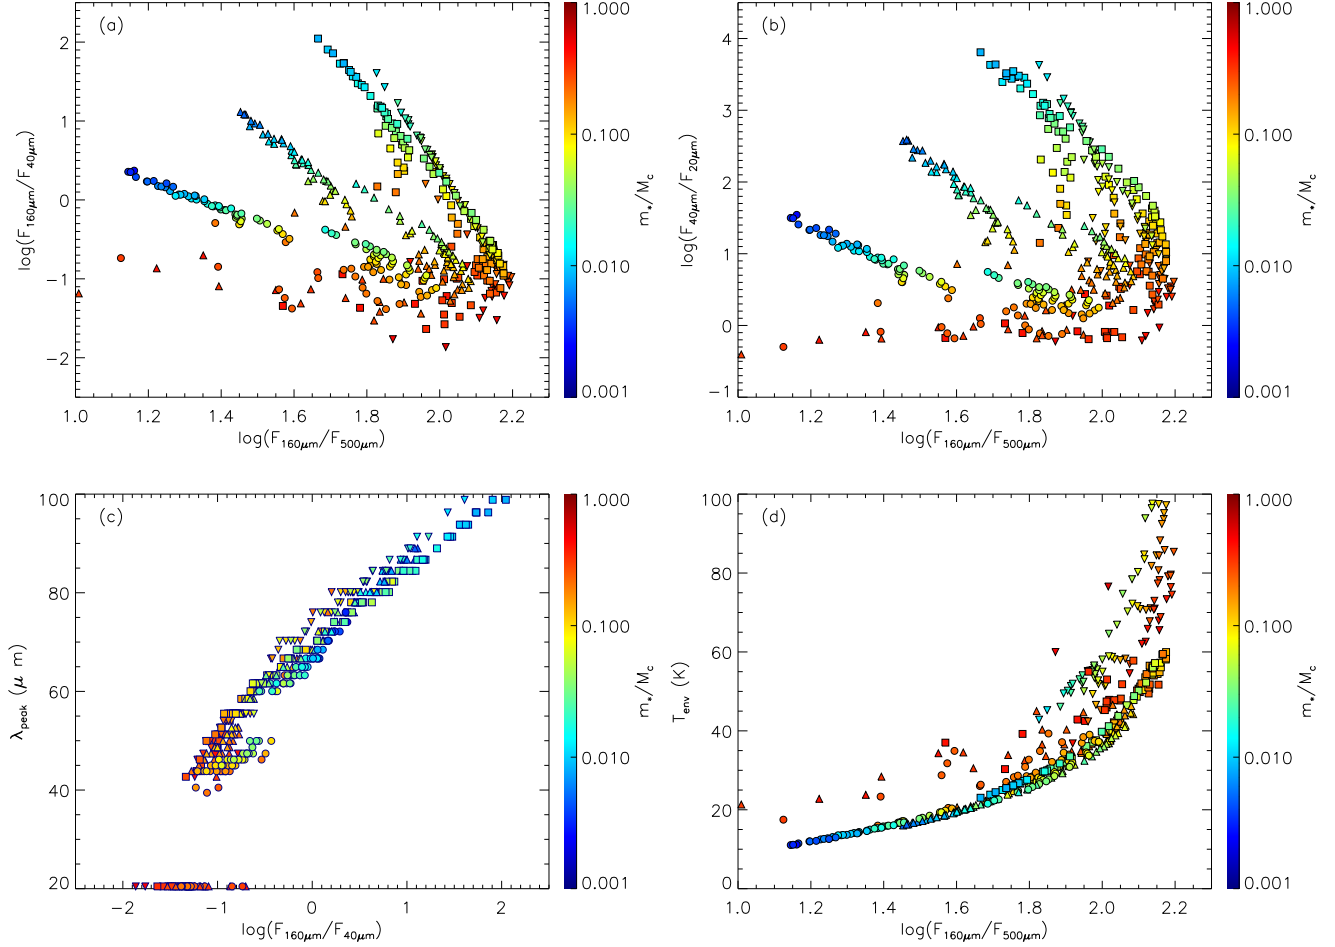 (a)
2
1
0
−1
−2
log(F160μm/F40μm)
1.0 1.2 1.4 1.6 1.8 2.0 2.2
log(F160μm/F500μm)
1.000
0.100
0.010
0.001
m*/Mc
(b)
4
3
2
1
0
−1
log(F40μm/F20μm)
1.0 1.2 1.4 1.6 1.8 2.0 2.2
log(F160μm/F500μm)
1.000
0.100
0.010
0.001
m*/Mc
(c)
100
80
60
40
20
λpeak (μ m)
−2 −1 0 1 2
log(F160μm/F40μm)
1.000
0.100
0.010
0.001
m*/Mc
(d)
100
80
60
40
20
0
Tenv (K)
1.0 1.2 1.4 1.6 1.8 2.0 2.2
log(F160μm/F500μm)
1.000
0.100
0.010
0.001
m*/Mc